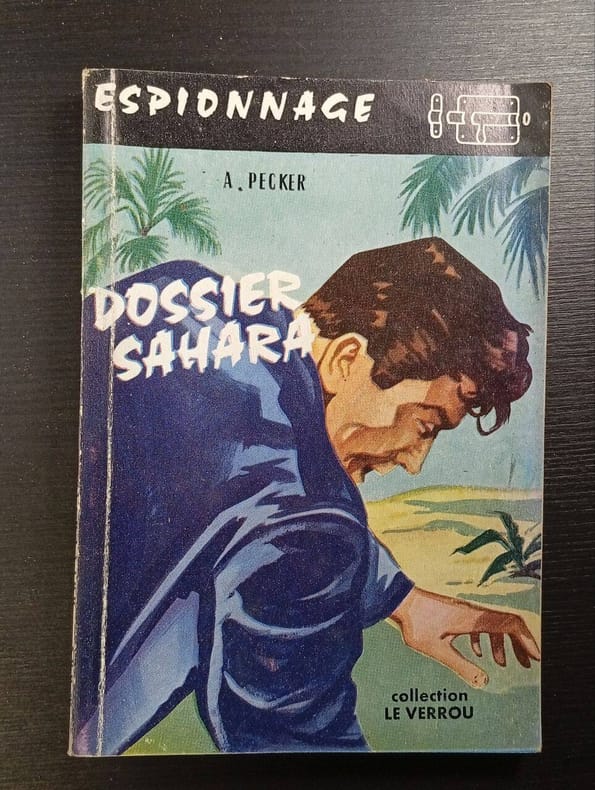 ESPIONNAGE
A. PECKER
DOSSIER
SAHARA
collection
LE VERROU